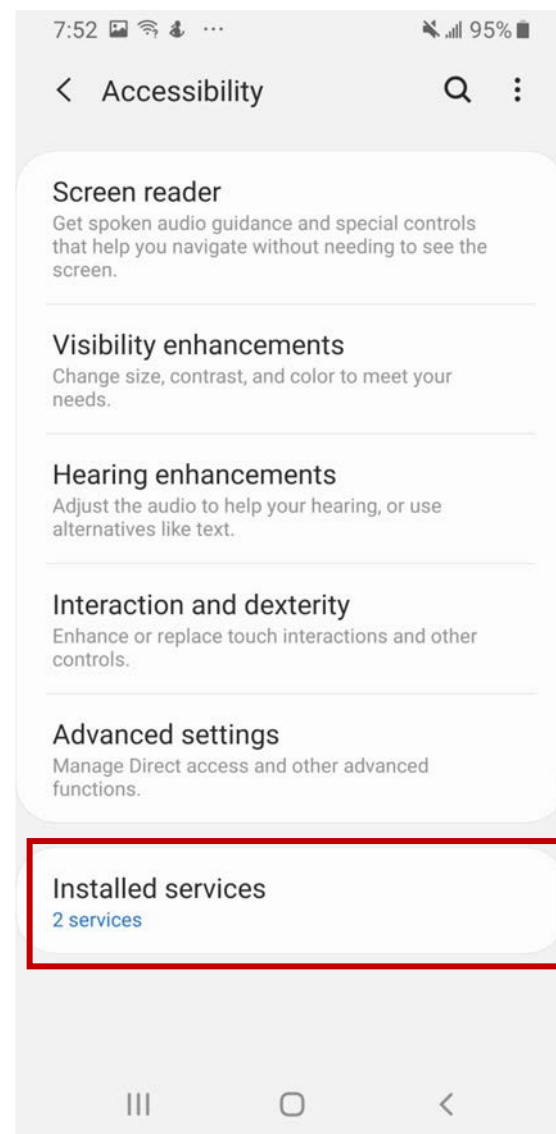 7:52 ... 95%
Accessibility
Screen reader
Get spoken audio guidance and special controls
that help you navigate without needing to see the
screen.
Visibility enhancements
Change size, contrast, and color to meet your
needs.
Hearing enhancements
Adjust the audio to help your hearing, or use
alternatives like text.
Interaction and dexterity
Enhance or replace touch interactions and other
controls.
Advanced settings
Manage Direct access and other advanced
functions.
Installed services
2 services